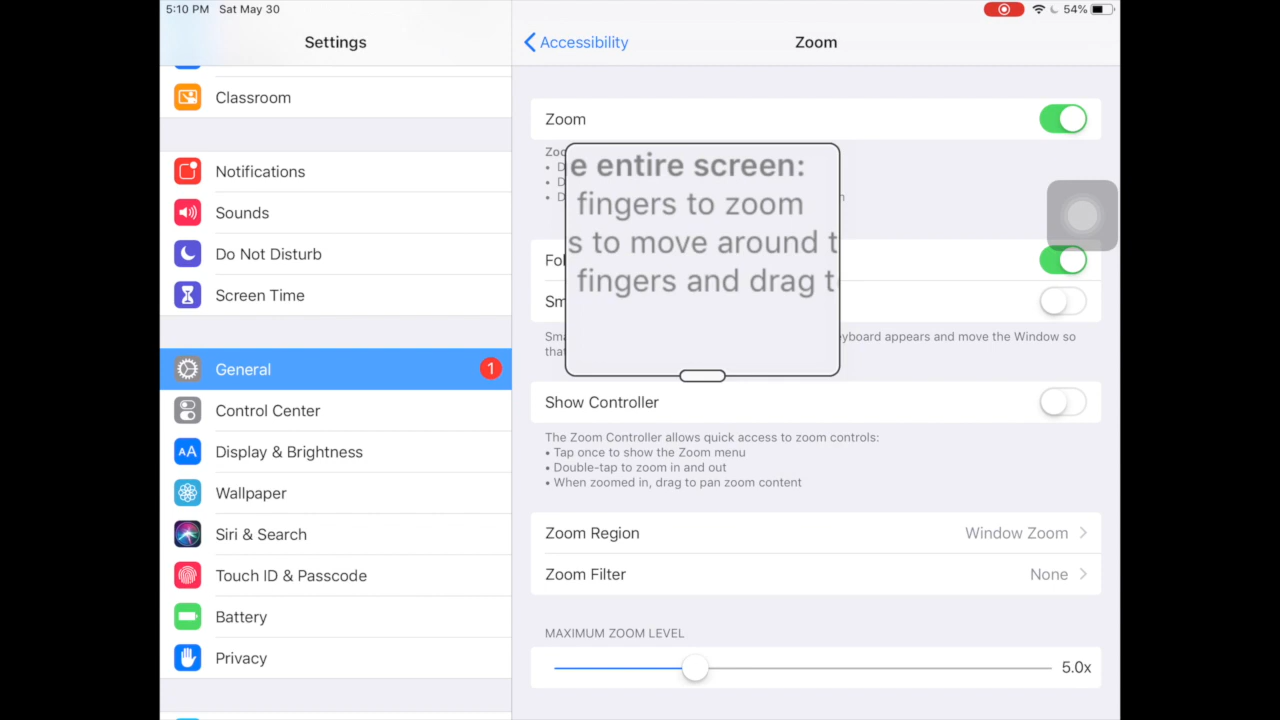 5:10 PM Sat May 30
54%
Settings
Classroom
Notifications
Sounds
Do Not Disturb
Screen Time
General
1
Control Center
Display & Brightness
Wallpaper
Siri & Search
Touch ID & Passcode
Battery
Privacy
Accessibility
Zoom
Zoom
e entire screen:
fingers to zoom
s to move around t
fingers and drag t
yboard appears and move the Window so
Show Controller
The Zoom Controller allows quick access to zoom controls:
• Tap once to show the Zoom menu
• Double-tap to zoom in and out
• When zoomed in, drag to pan zoom content
Zoom Region Window Zoom
Zoom Filter None
MAXIMUM ZOOM LEVEL
5.0x